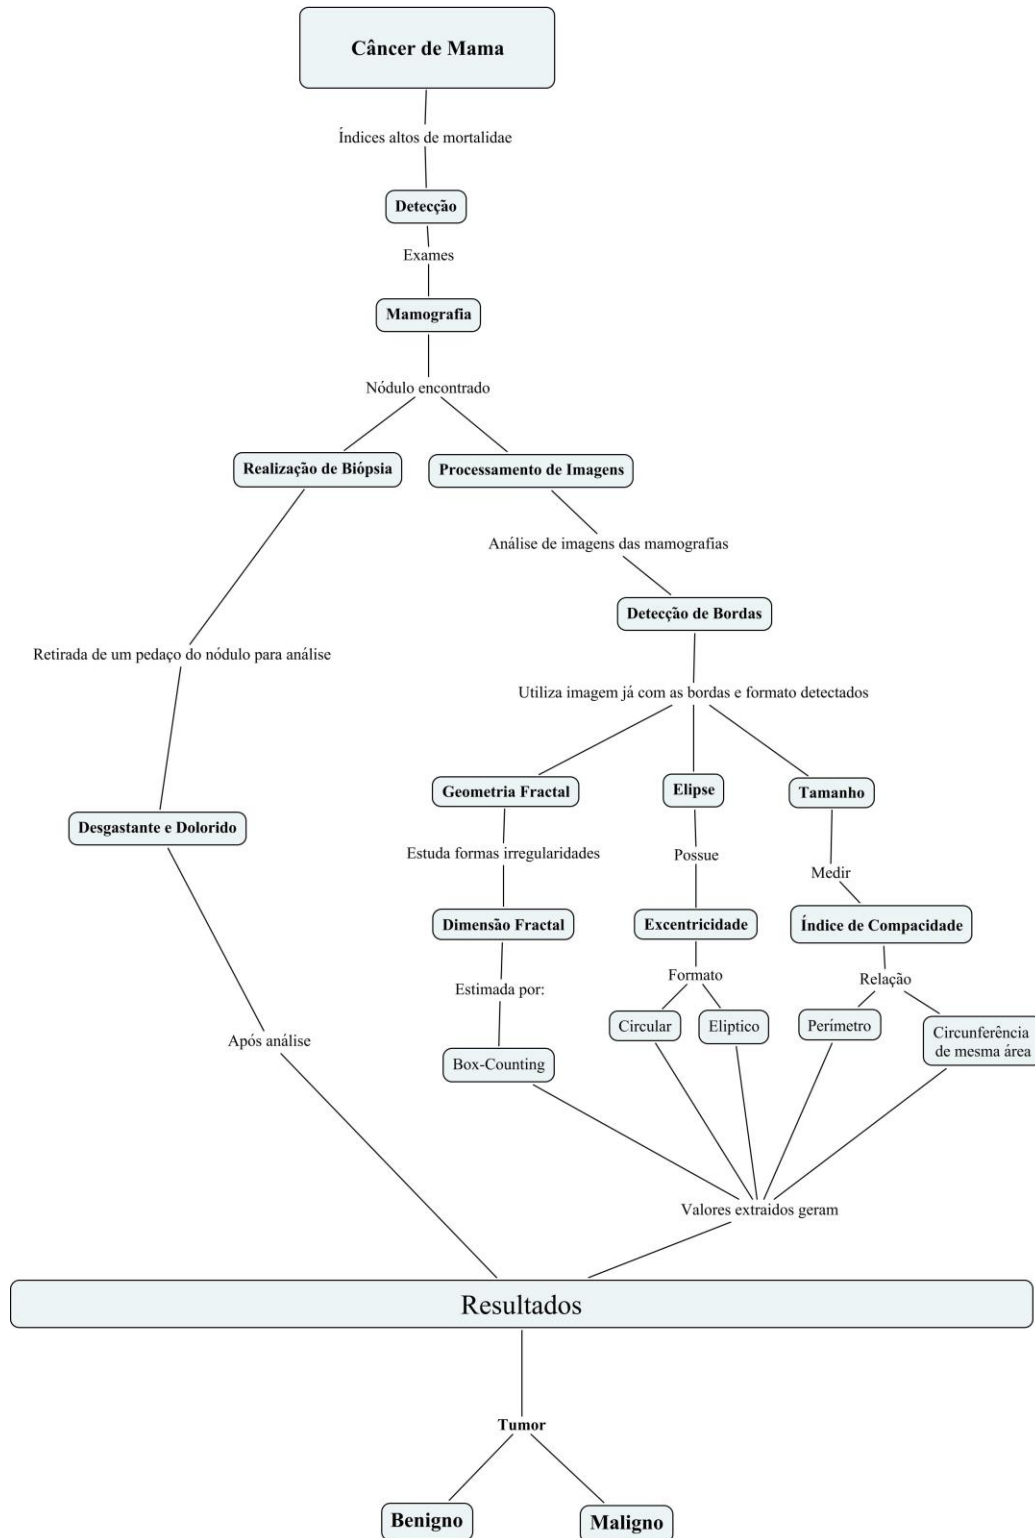 Câncer de Mama
Índices altos de mortalidae
Detecção
Exames
Mamografia
Nódulo encontrado
Realização de Biópsia
Processamento de Imagens
Análise de imagens das mamografias
Detecção de Bordas
Retirada de um pedaço do nódulo para análise
Utiliza imagem já com as bordas e formato detectados
Geometria Fractal
Elipse
Tamanho
Desgastante e Dolorido
Estuda formas irregularidades
Possue
Medir
Dimensão Fractal
Excentricidade
Índice de Compacidade
Estimada por:
Formato
Relação
Circular
Eliptico
Perímetro
Circunferência
de mesma área
Após análise
Box-Counting
Valores extraidos geram
Resultados
Tumor
Benigno
Maligno